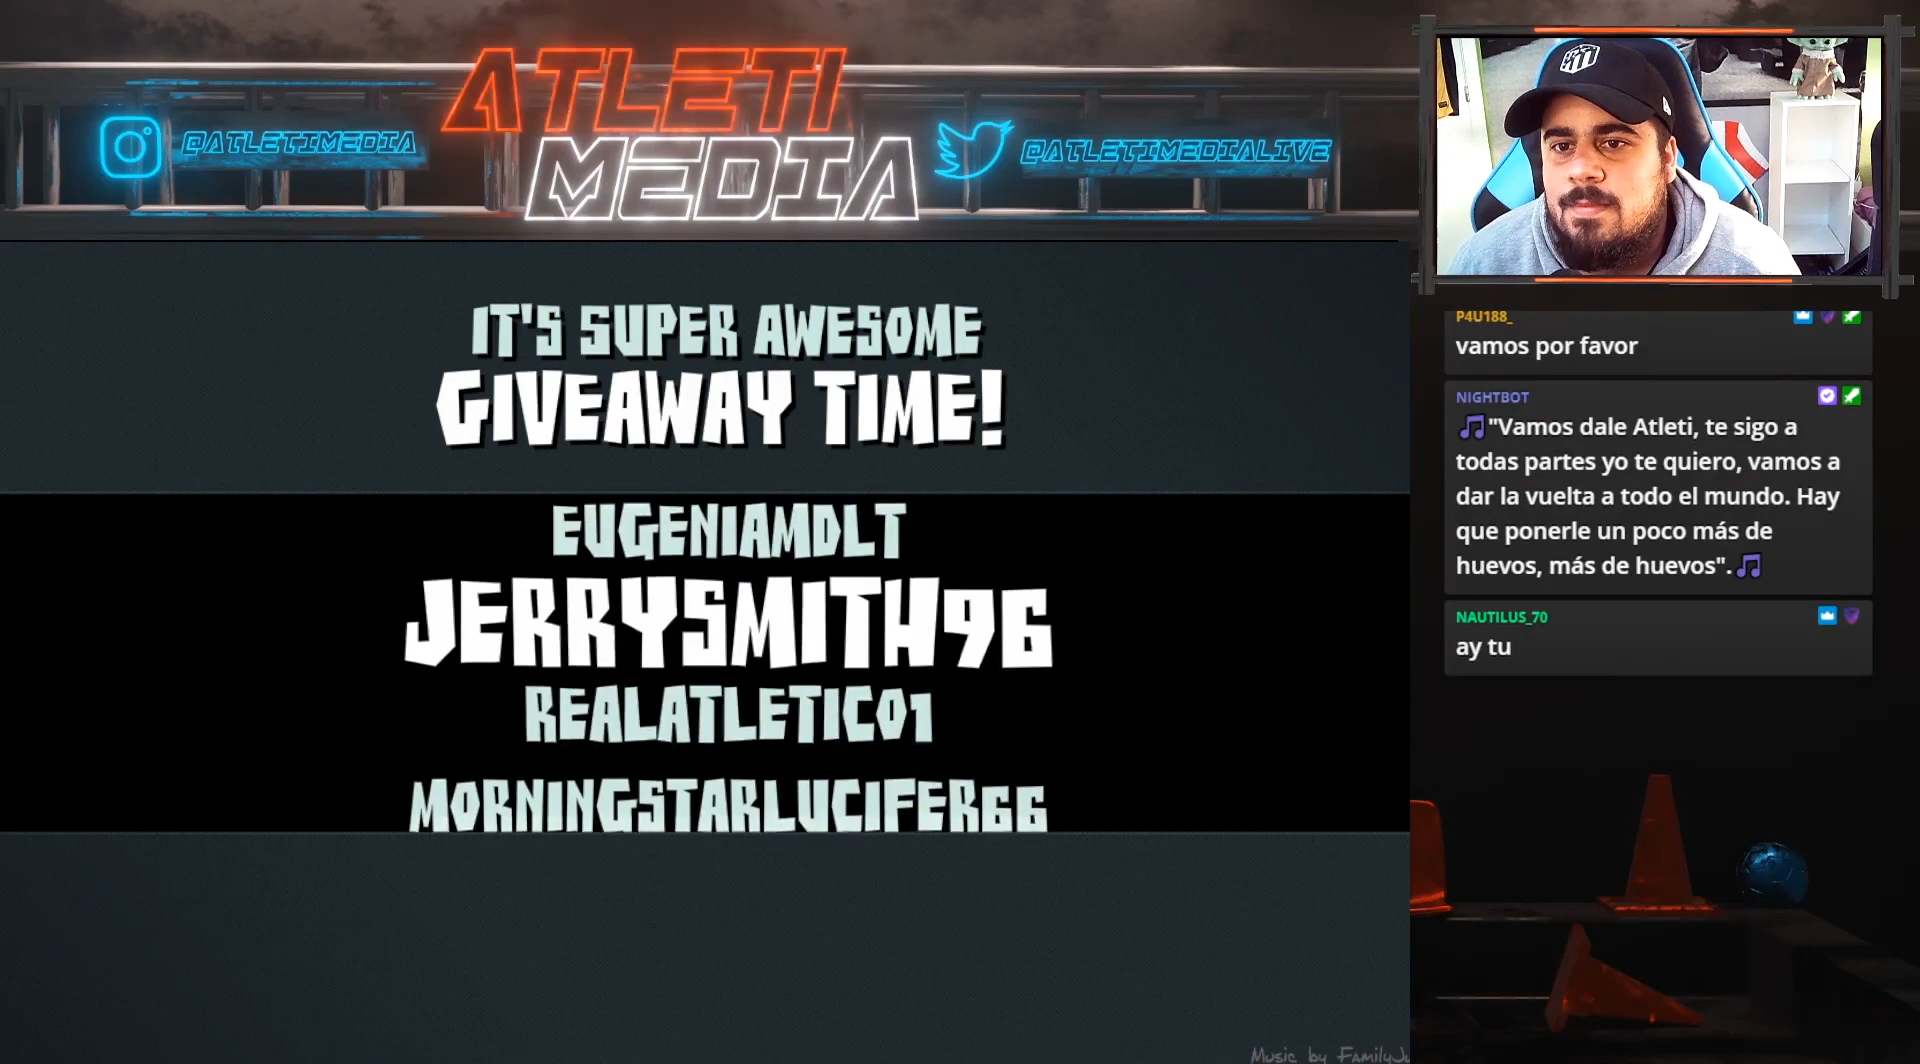 ATLETI
MEDIA
@ATLETIMEDIA
@ATLETIMEDIALIVE
IT'S SUPER AWESOME
GIVEAWAY TIME!
EUGENIAMDLT
JERRYSMITH96
REALATLETICO1
MORNINGSTARLUCIFER66
Music by FamilyJu
P4U188_
vamos por favor
NIGHTBOT
🎵"Vamos dale Atleti, te sigo a
todas partes yo te quiero, vamos a
dar la vuelta a todo el mundo. Hay
que ponerle un poco más de
huevos, más de huevos".🎵
NAUTILUS_70
ay tu